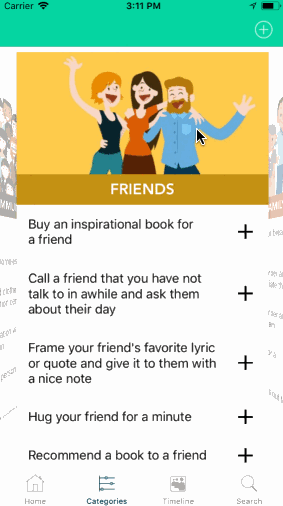 Carrier 3:11 PM
FRIENDS
Buy an inspirational book for
a friend
Call a friend that you have not
talk to in awhile and ask them
about their day
Frame your friend's favorite lyric
or quote and give it to them with
a nice note
Hug your friend for a minute
Recommend a book to a friend
Home Categories Timeline Search